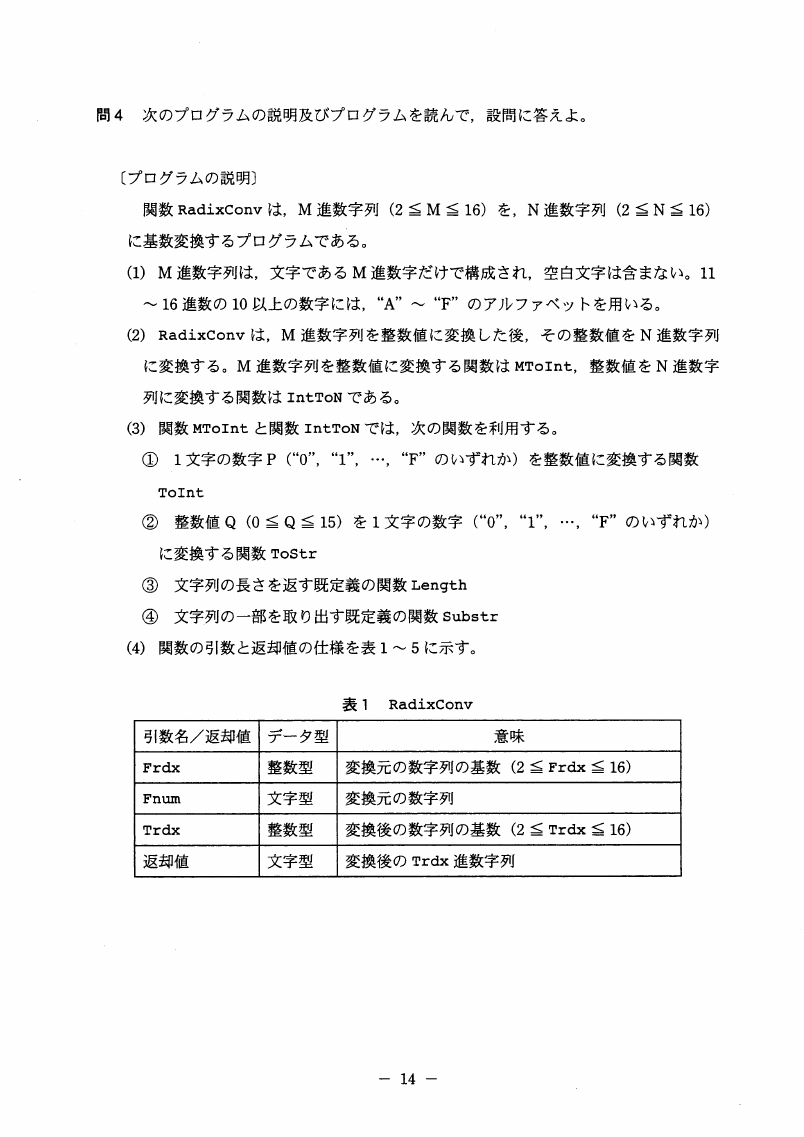 問4 次のプログラムの説明及びプログラムを読んで，設問に答えよ。
〔プログラムの説明〕
関数 RadixConv は，M 進数字列（2 ≦ M ≦ 16）を，N 進数字列（2 ≦ N ≦ 16）
に基数変換するプログラムである。
(1) M 進数字列は，文字である M 進数字だけで構成され，空白文字は含まない。11
～ 16 進数の 10 以上の数字には，“A” ～ “F” のアルファベットを用いる。
(2) RadixConv は，M 進数字列を整数値に変換した後，その整数値を N 進数字列
に変換する。M 進数字列を整数値に変換する関数は MToInt，整数値を N 進数字
列に変換する関数は IntToN である。
(3) 関数 MToInt と関数 IntToN では，次の関数を利用する。
① 1 文字の数字 P（“0”，“1”，…，“F” のいずれか）を整数値に変換する関数
ToInt
② 整数値 Q（0 ≦ Q ≦ 15）を 1 文字の数字（“0”，“1”，…，“F” のいずれか）
に変換する関数 ToStr
③ 文字列の長さを返す既定義の関数 Length
④ 文字列の一部を取り出す既定義の関数 Substr
(4) 関数の引数と返却値の仕様を表 1 ～ 5 に示す。
表1 RadixConv
引数名／返却値 データ型 意味
Frdx 整数型 変換元の数字列の基数（2 ≦ Frdx ≦ 16）
Fnum 文字型 変換元の数字列
Trdx 整数型 変換後の数字列の基数（2 ≦ Trdx ≦ 16）
返却値 文字型 変換後の Trdx 進数字列
－ 14 －